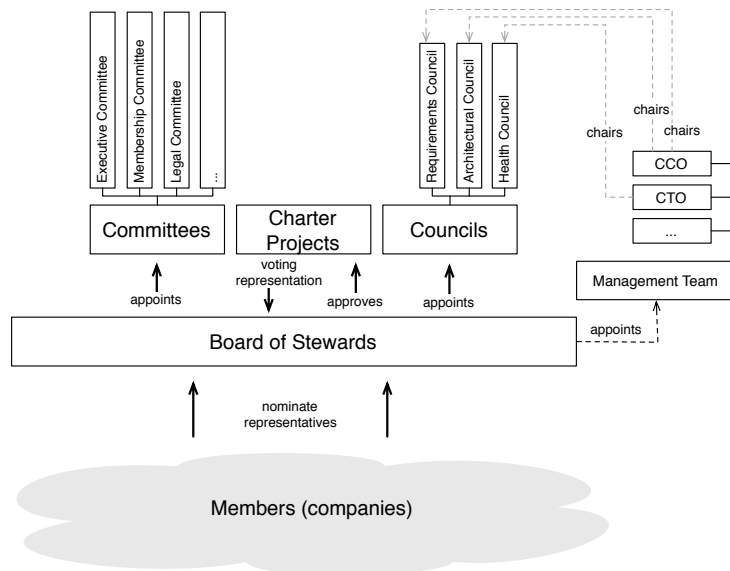 Executive Committee
Membership Committee
Legal Committee
...
Requirements Council
Architectural Council
Health Council
chairs
chairs
chairs
CCO
CTO
...
Committees
Charter
Projects
Councils
Management Team
voting
representation
appoints
approves
appoints
appoints
Board of Stewards
nominate
representatives
Members (companies)